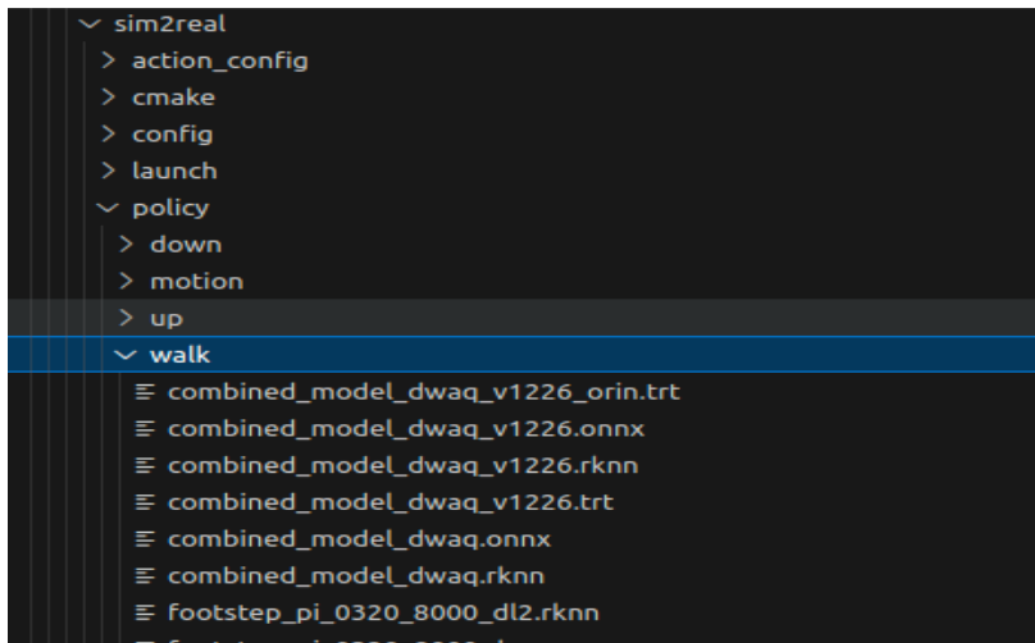 sim2real
action_config
cmake
config
launch
policy
down
motion
up
walk
combined_model_dwaq_v1226_orin.trt
combined_model_dwaq_v1226.onnx
combined_model_dwaq_v1226.rknn
combined_model_dwaq_v1226.trt
combined_model_dwaq.onnx
combined_model_dwaq.rknn
footstep_pi_0320_8000_dl2.rknn